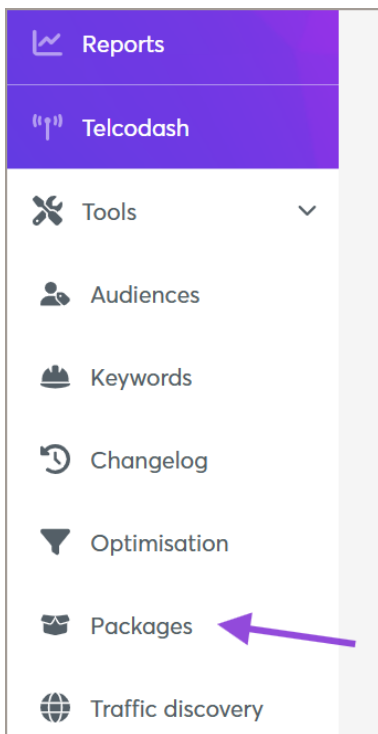 Reports
Telcodash
Tools
Audiences
Keywords
Changelog
Optimisation
Packages
Traffic discovery